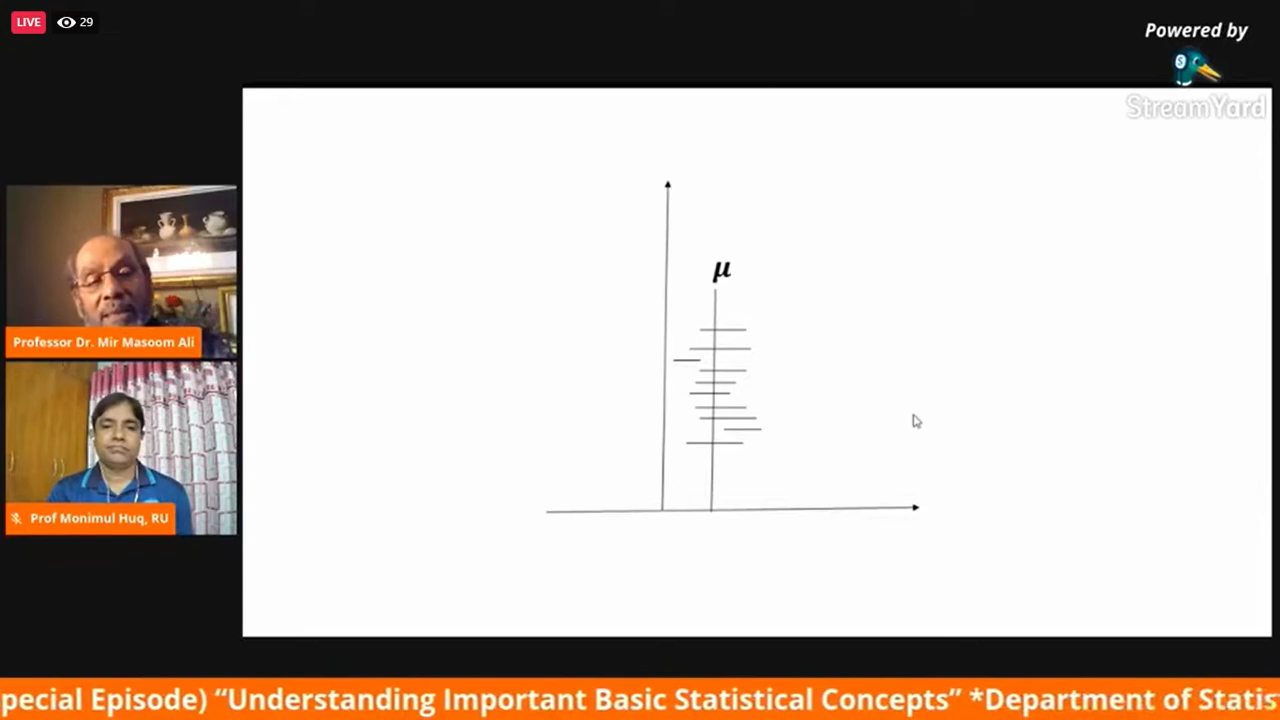 LIVE 29
Powered by
StreamYard
μ
Professor Dr. Mir Masoom Ali
Prof Monimul Huq, RU
pecial Episode) “Understanding Important Basic Statistical Concepts” *Department of Statis